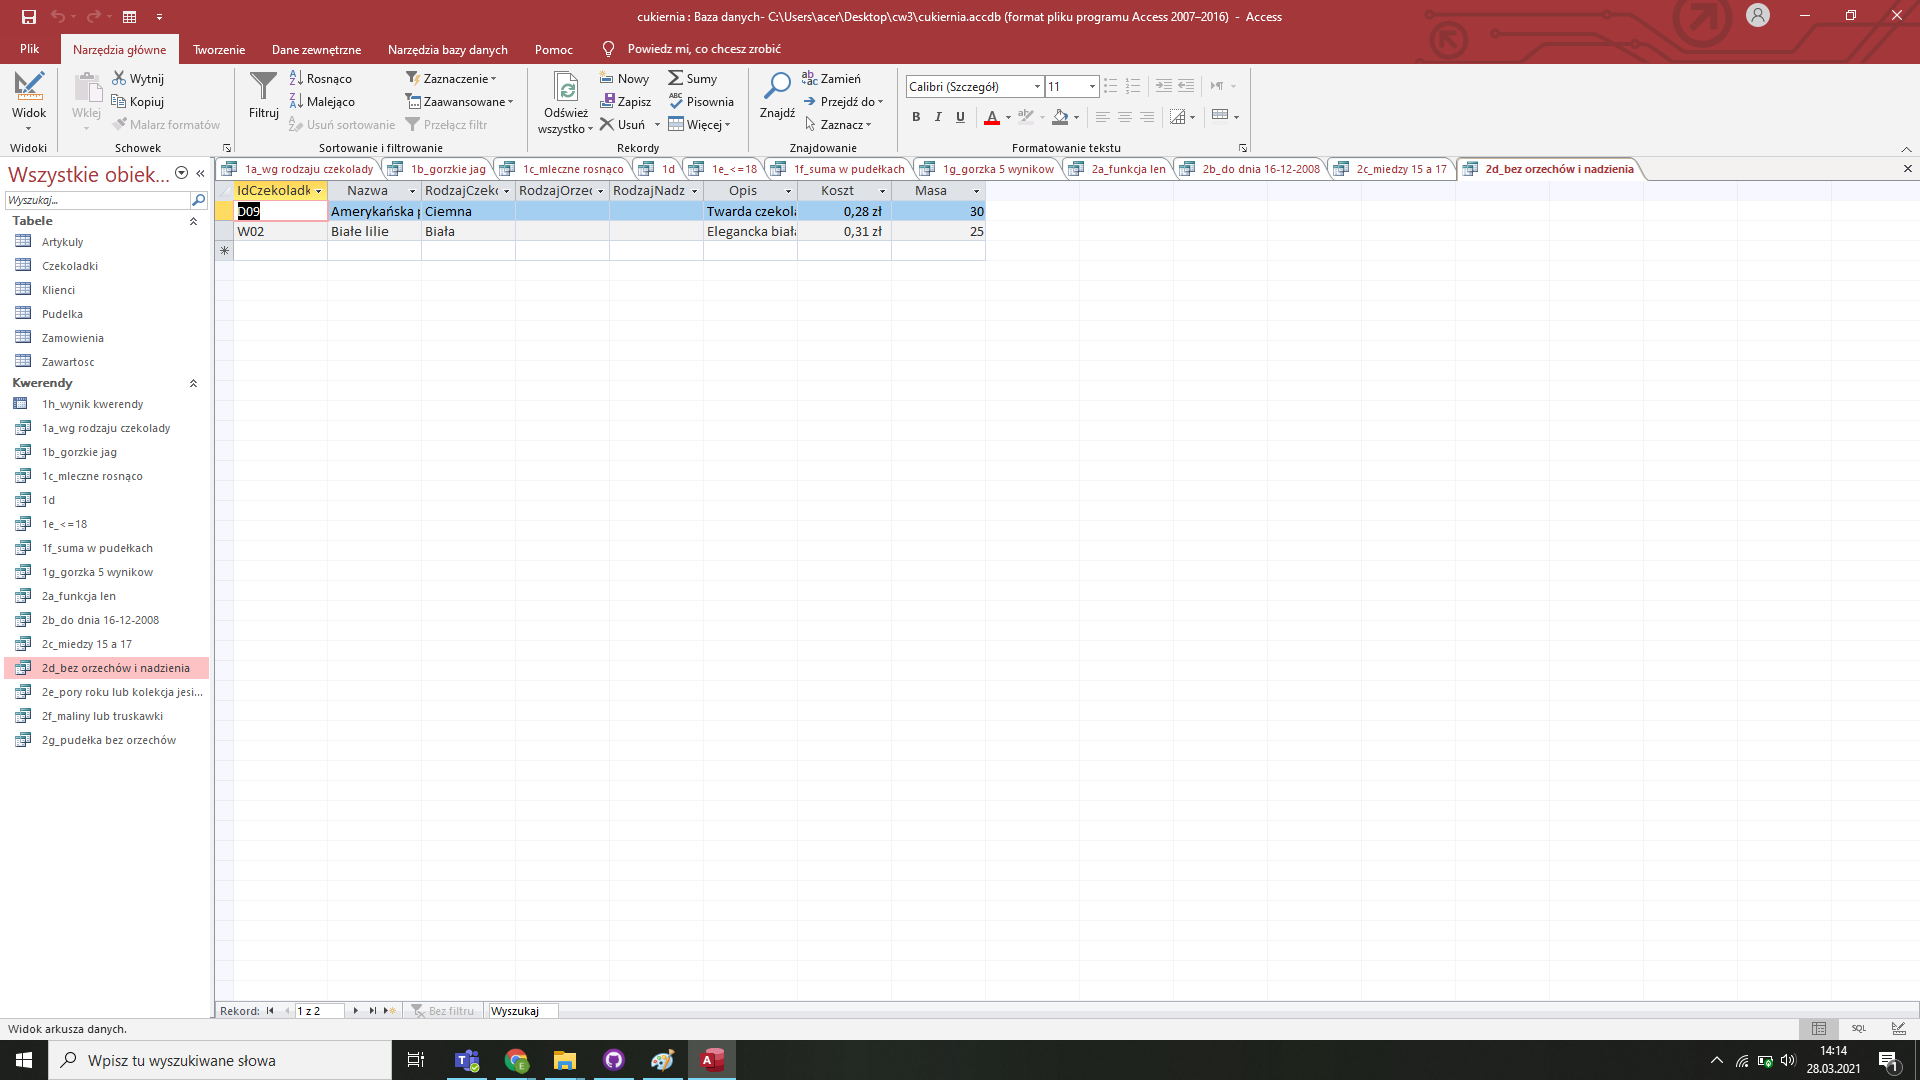 cukiernia : Baza danych- C:\Users\acer\Desktop\cw3\cukiernia.accdb (format pliku programu Access 2007–2016) - Access
Plik Narzędzia główne Tworzenie Dane zewnętrzne Narzędzia bazy danych Pomoc Powiedz mi, co chcesz zrobić
Widok
Widoki
Wklej
Wytnij
Kopiuj
Malarz formatów
Schowek
Filtruj
Rosnąco
Malejąco
Usuń sortowanie
Zaznaczenie
Zaawansowane
Przełącz filtr
Sortowanie i filtrowanie
Odśwież
wszystko
Nowy
Zapisz
Usuń
Sumy
Pisownia
Więcej
Rekordy
Znajdź
Zamień
Przejdź do
Zaznacz
Znajdowanie
Calibri (Szczegół) 11
B I U A
Formatowanie tekstu
Wszystkie obiek...
Wyszukaj...
Tabele
Artykuly
Czekoladki
Klienci
Pudelka
Zamowienia
Zawartosc
Kwerendy
1h_wynik kwerendy
1a_wg rodzaju czekolady
1b_gorzkie jag
1c_mleczne rosnąco
1d
1e_<=18
1f_suma w pudełkach
1g_gorzka 5 wynikow
2a_funkcja len
2b_do dnia 16-12-2008
2c_miedzy 15 a 17
2d_bez orzechów i nadzienia
2e_pory roku lub kolekcja jesi...
2f_maliny lub truskawki
2g_pudełka bez orzechów
1a_wg rodzaju czekolady 1b_gorzkie jag 1c_mleczne rosnąco 1d 1e_<=18 1f_suma w pudełkach 1g_gorzka 5 wynikow 2a_funkcja len 2b_do dnia 16-12-2008 2c_miedzy 15 a 17 2d_bez orzechów i nadzienia
IdCzekoladk Nazwa RodzajCzeko RodzajOrzec RodzajNadz Opis Koszt Masa
D09 Amerykańska p Ciemna Twarda czekola 0,28 zł 30
W02 Białe lilie Biała Elegancka biała 0,31 zł 25
Rekord: 1 z 2 Bez filtru Wyszukaj
Widok arkusza danych. SQL
Wpisz tu wyszukiwane słowa
14:14
28.03.2021
1